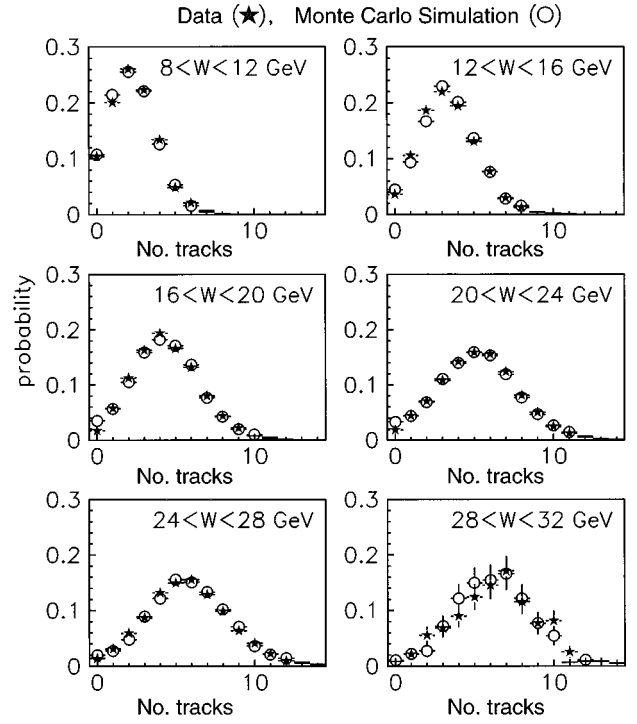 Data (★), Monte Carlo Simulation (○)
0.3
0.2
0.1
0
8<W<12 GeV
0 10
No. tracks
0.3
0.2
0.1
0
12<W<16 GeV
0 10
No. tracks
probability
0.3
0.2
0.1
0
16<W<20 GeV
0 10
No. tracks
0.3
0.2
0.1
0
20<W<24 GeV
0 10
No. tracks
0.3
0.2
0.1
0
24<W<28 GeV
0 10
No. tracks
0.3
0.2
0.1
0
28<W<32 GeV
0 10
No. tracks